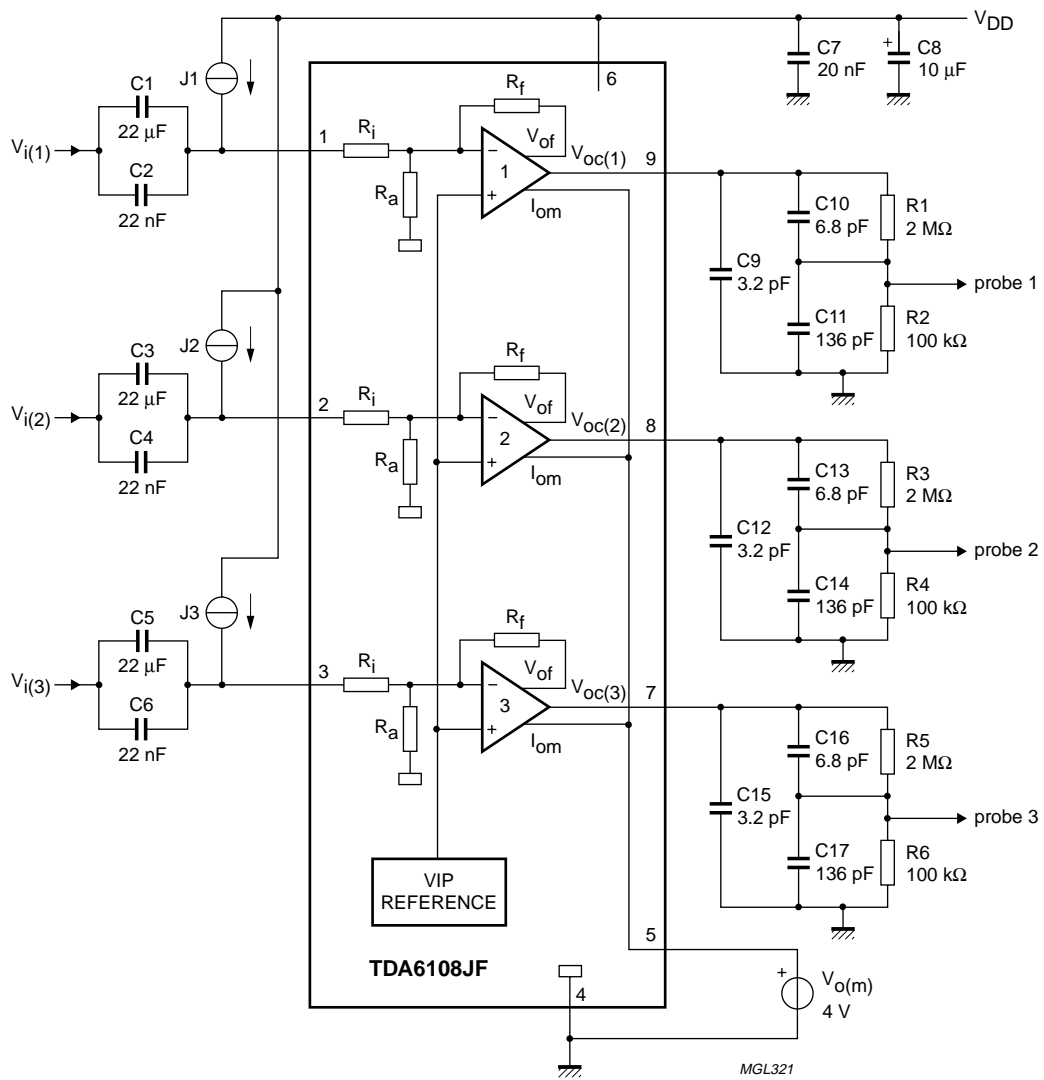 VDD
C7
20 nF
C8
+
10 μF
J1
6
C1
22 μF
Vi(1)
C2
22 nF
1
Ri
Ra
Rf
Vof
−
+
1
Iom
Voc(1)
9
C9
3.2 pF
C10
6.8 pF
R1
2 MΩ
probe 1
C11
136 pF
R2
100 kΩ
J2
C3
22 μF
Vi(2)
C4
22 nF
2
Ri
Ra
Rf
Vof
−
+
2
Iom
Voc(2)
8
C12
3.2 pF
C13
6.8 pF
R3
2 MΩ
probe 2
C14
136 pF
R4
100 kΩ
J3
C5
22 μF
Vi(3)
C6
22 nF
3
Ri
Ra
Rf
Vof
−
+
3
Iom
Voc(3)
7
C15
3.2 pF
C16
6.8 pF
R5
2 MΩ
probe 3
C17
136 pF
R6
100 kΩ
VIP
REFERENCE
5
TDA6108JF
4
+
Vo(m)
4 V
MGL321